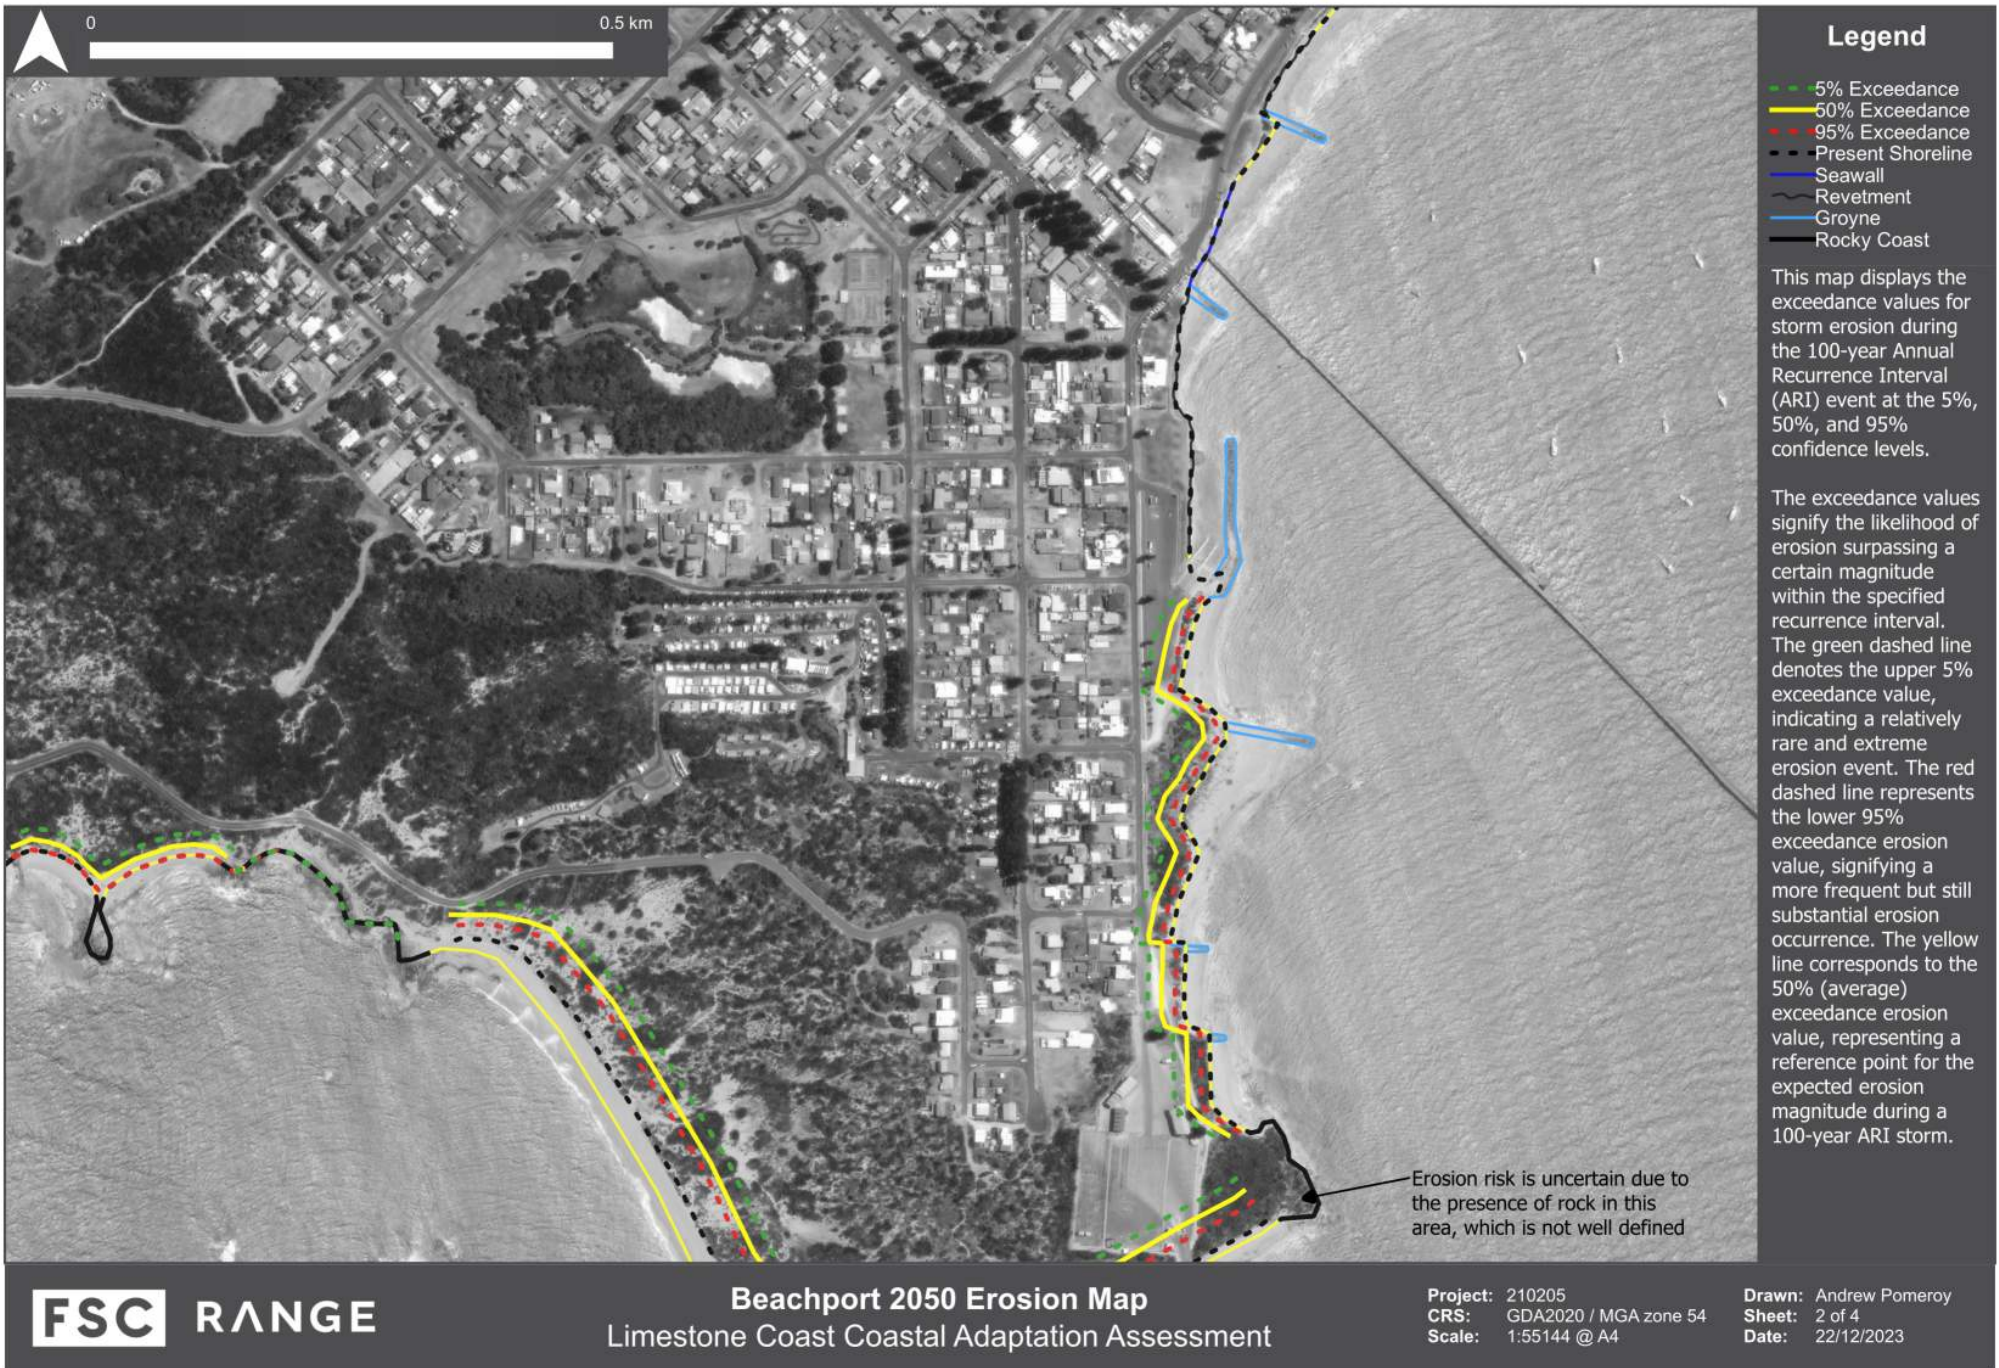 0
0.5 km
Legend
5% Exceedance
50% Exceedance
95% Exceedance
Present Shoreline
Seawall
Revetment
Groyne
Rocky Coast
This map displays the
exceedance values for
storm erosion during
the 100-year Annual
Recurrence Interval
(ARI) event at the 5%,
50%, and 95%
confidence levels.
The exceedance values
signify the likelihood of
erosion surpassing a
certain magnitude
within the specified
recurrence interval.
The green dashed line
denotes the upper 5%
exceedance value,
indicating a relatively
rare and extreme
erosion event. The red
dashed line represents
the lower 95%
exceedance erosion
value, signifying a
more frequent but still
substantial erosion
occurrence. The yellow
line corresponds to the
50% (average)
exceedance erosion
value, representing a
reference point for the
expected erosion
magnitude during a
100-year ARI storm.
Erosion risk is uncertain due to
the presence of rock in this
area, which is not well defined
FSC RANGE
Beachport 2050 Erosion Map
Limestone Coast Coastal Adaptation Assessment
Project: 210205
CRS: GDA2020 / MGA zone 54
Scale: 1:55144 @ A4
Drawn: Andrew Pomeroy
Sheet: 2 of 4
Date: 22/12/2023